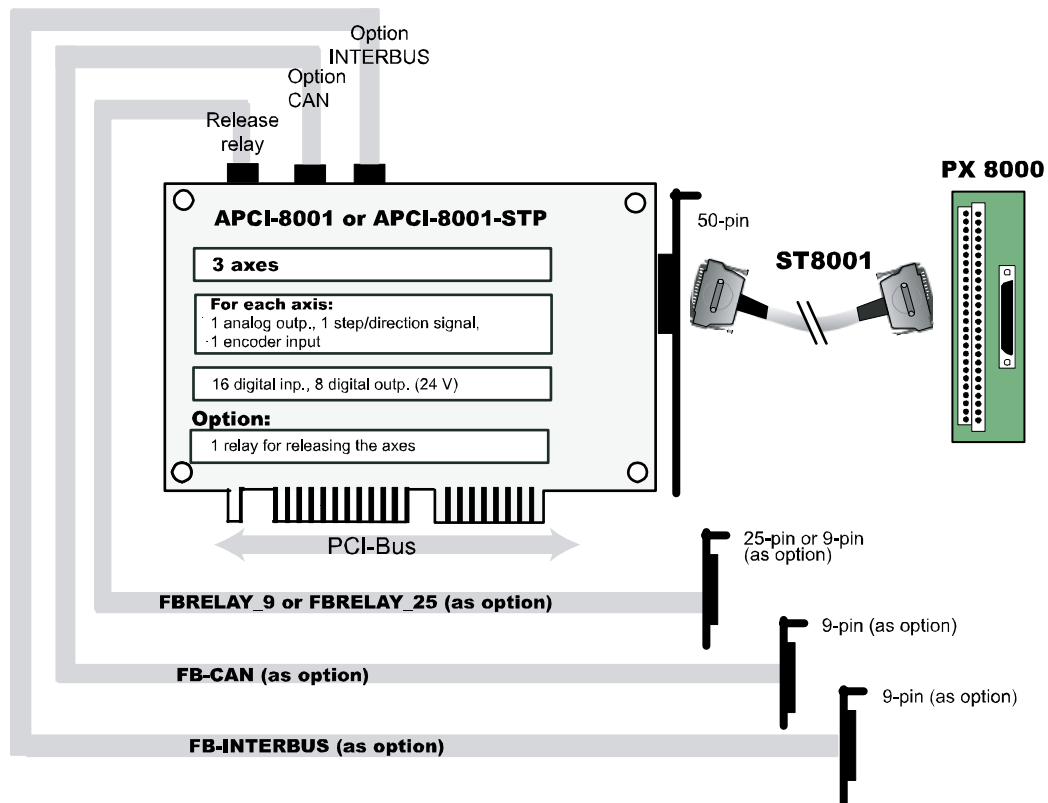 Option
INTERBUS
Option
CAN
Release
relay
PX 8000
APCI-8001 or APCI-8001-STP
50-pin
ST8001
3 axes
For each axis:
1 analog outp., 1 step/direction signal,
1 encoder input
16 digital inp., 8 digital outp. (24 V)
Option:
1 relay for releasing the axes
PCI-Bus
25-pin or 9-pin
(as option)
FBRELAY_9 or FBRELAY_25 (as option)
9-pin (as option)
FB-CAN (as option)
9-pin (as option)
FB-INTERBUS (as option)